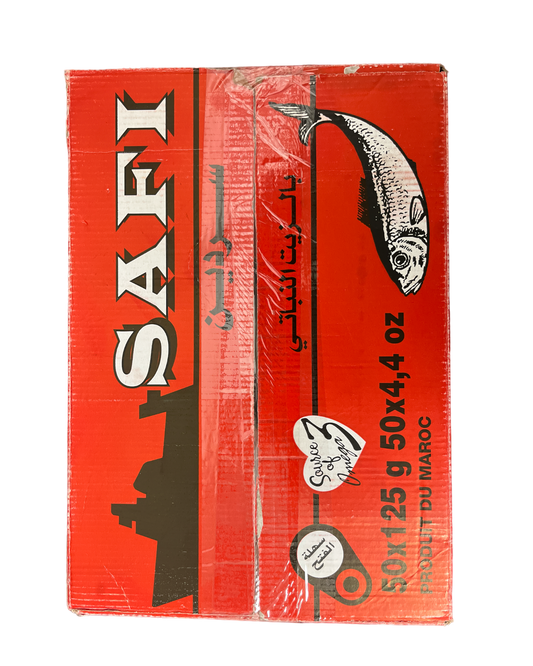 SAFI
سردين
بالزيت النباتي
Source
of
Omega 3
سهلة
الفتح
50x125 g 50x4,4 oz
PRODUIT DU MAROC